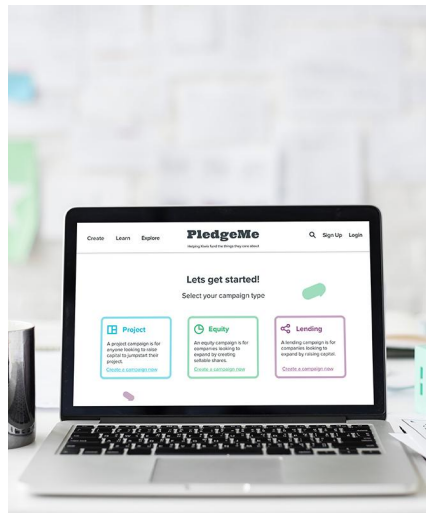 Create Learn Explore
PledgeMe
Helping Kiwis fund the things they care about
Sign Up Login
Lets get started!
Select your campaign type
Project
A project campaign is for
anyone looking to raise
capital to jumpstart their
project.
Create a campaign now
Equity
An equity campaign is for
companies looking to
expand by creating
sellable shares.
Create a campaign now
Lending
A lending campaign is for
companies looking to
expand by raising capital.
Create a campaign now